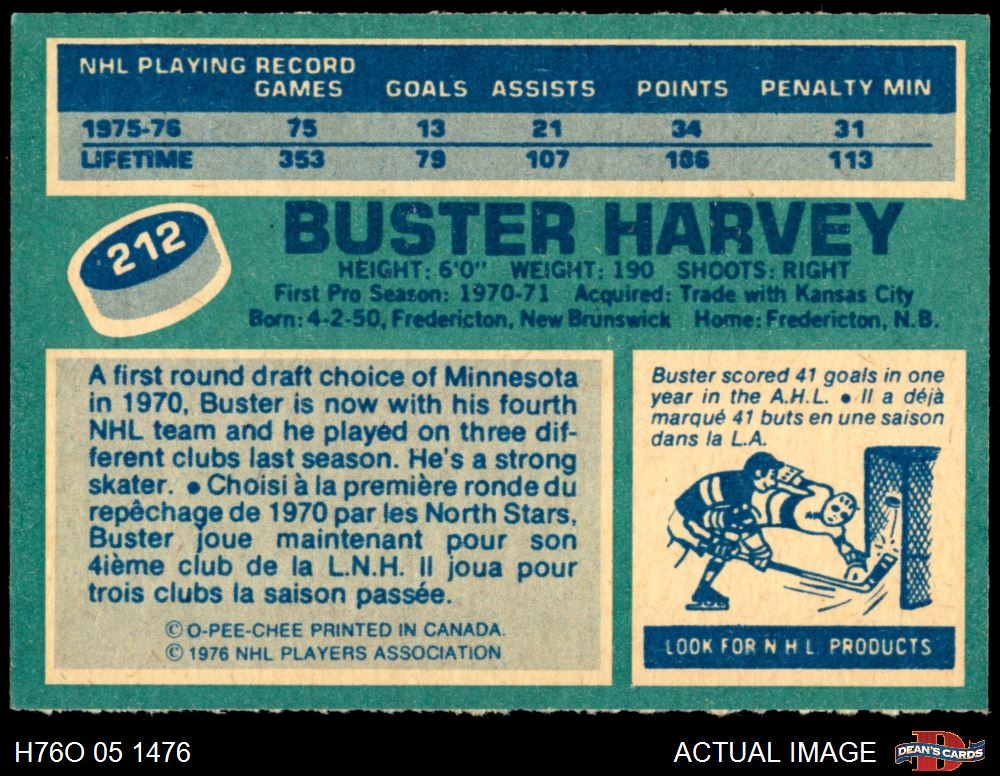 NHL PLAYING RECORD
GAMES GOALS ASSISTS POINTS PENALTY MIN
1975-76 75 13 21 34 31
LIFETIME 353 79 107 186 113
212
BUSTER HARVEY
HEIGHT: 6'0" WEIGHT: 190 SHOOTS: RIGHT
First Pro Season: 1970-71 Acquired: Trade with Kansas City
Born: 4-2-50, Fredericton, New Brunswick Home: Fredericton, N.B.
A first round draft choice of Minnesota
in 1970, Buster is now with his fourth
NHL team and he played on three dif-
ferent clubs last season. He's a strong
skater. ● Choisi à la première ronde du
repêchage de 1970 par les North Stars,
Buster joue maintenant pour son
4ième club de la L.N.H. Il joua pour
trois clubs la saison passée.
© O-PEE-CHEE PRINTED IN CANADA.
© 1976 NHL PLAYERS ASSOCIATION
Buster scored 41 goals in one
year in the A.H.L. ● Il a déjà
marqué 41 buts en une saison
dans la L.A.
LOOK FOR N H L PRODUCTS
H76O 05 1476
ACTUAL IMAGE
D
DEAN'S CARDS